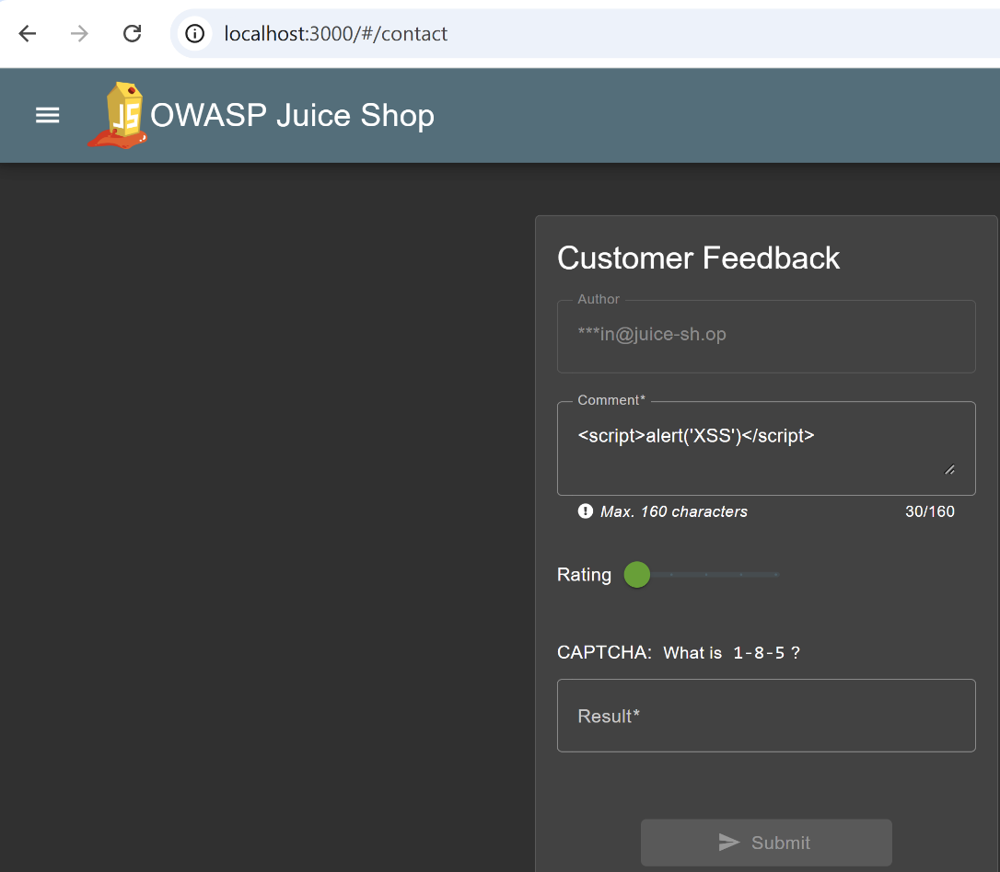 localhost:3000/#/contact
JS OWASP Juice Shop
Customer Feedback
Author
***in@juice-sh.op
Comment*
<script>alert('XSS')</script>
Max. 160 characters 30/160
Rating
CAPTCHA: What is 1-8-5 ?
Result*
Submit